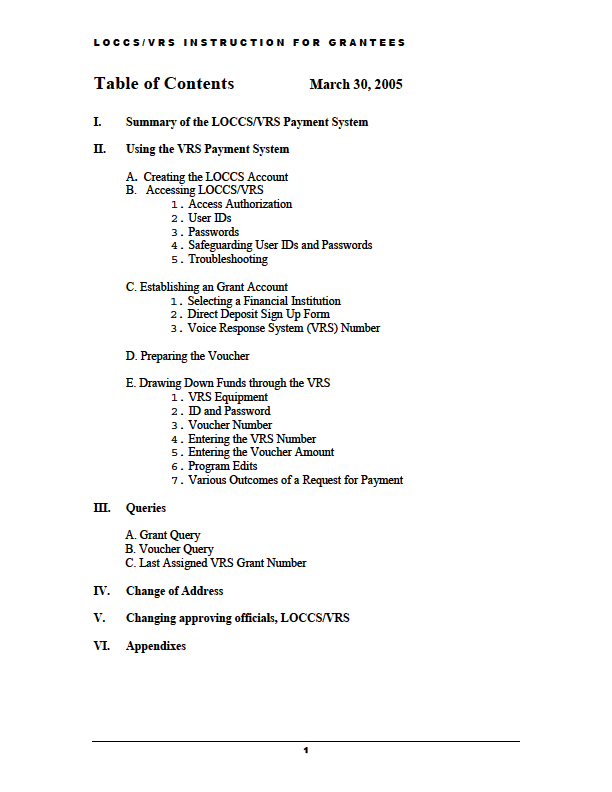 LOCCS/VRS INSTRUCTION FOR GRANTEES
Table of Contents March 30, 2005
I. Summary of the LOCCS/VRS Payment System
II. Using the VRS Payment System
A. Creating the LOCCS Account
B. Accessing LOCCS/VRS
1. Access Authorization
2. User IDs
3. Passwords
4. Safeguarding User IDs and Passwords
5. Troubleshooting
C. Establishing an Grant Account
1. Selecting a Financial Institution
2. Direct Deposit Sign Up Form
3. Voice Response System (VRS) Number
D. Preparing the Voucher
E. Drawing Down Funds through the VRS
1. VRS Equipment
2. ID and Password
3. Voucher Number
4. Entering the VRS Number
5. Entering the Voucher Amount
6. Program Edits
7. Various Outcomes of a Request for Payment
III. Queries
A. Grant Query
B. Voucher Query
C. Last Assigned VRS Grant Number
IV. Change of Address
V. Changing approving officials, LOCCS/VRS
VI. Appendixes
1